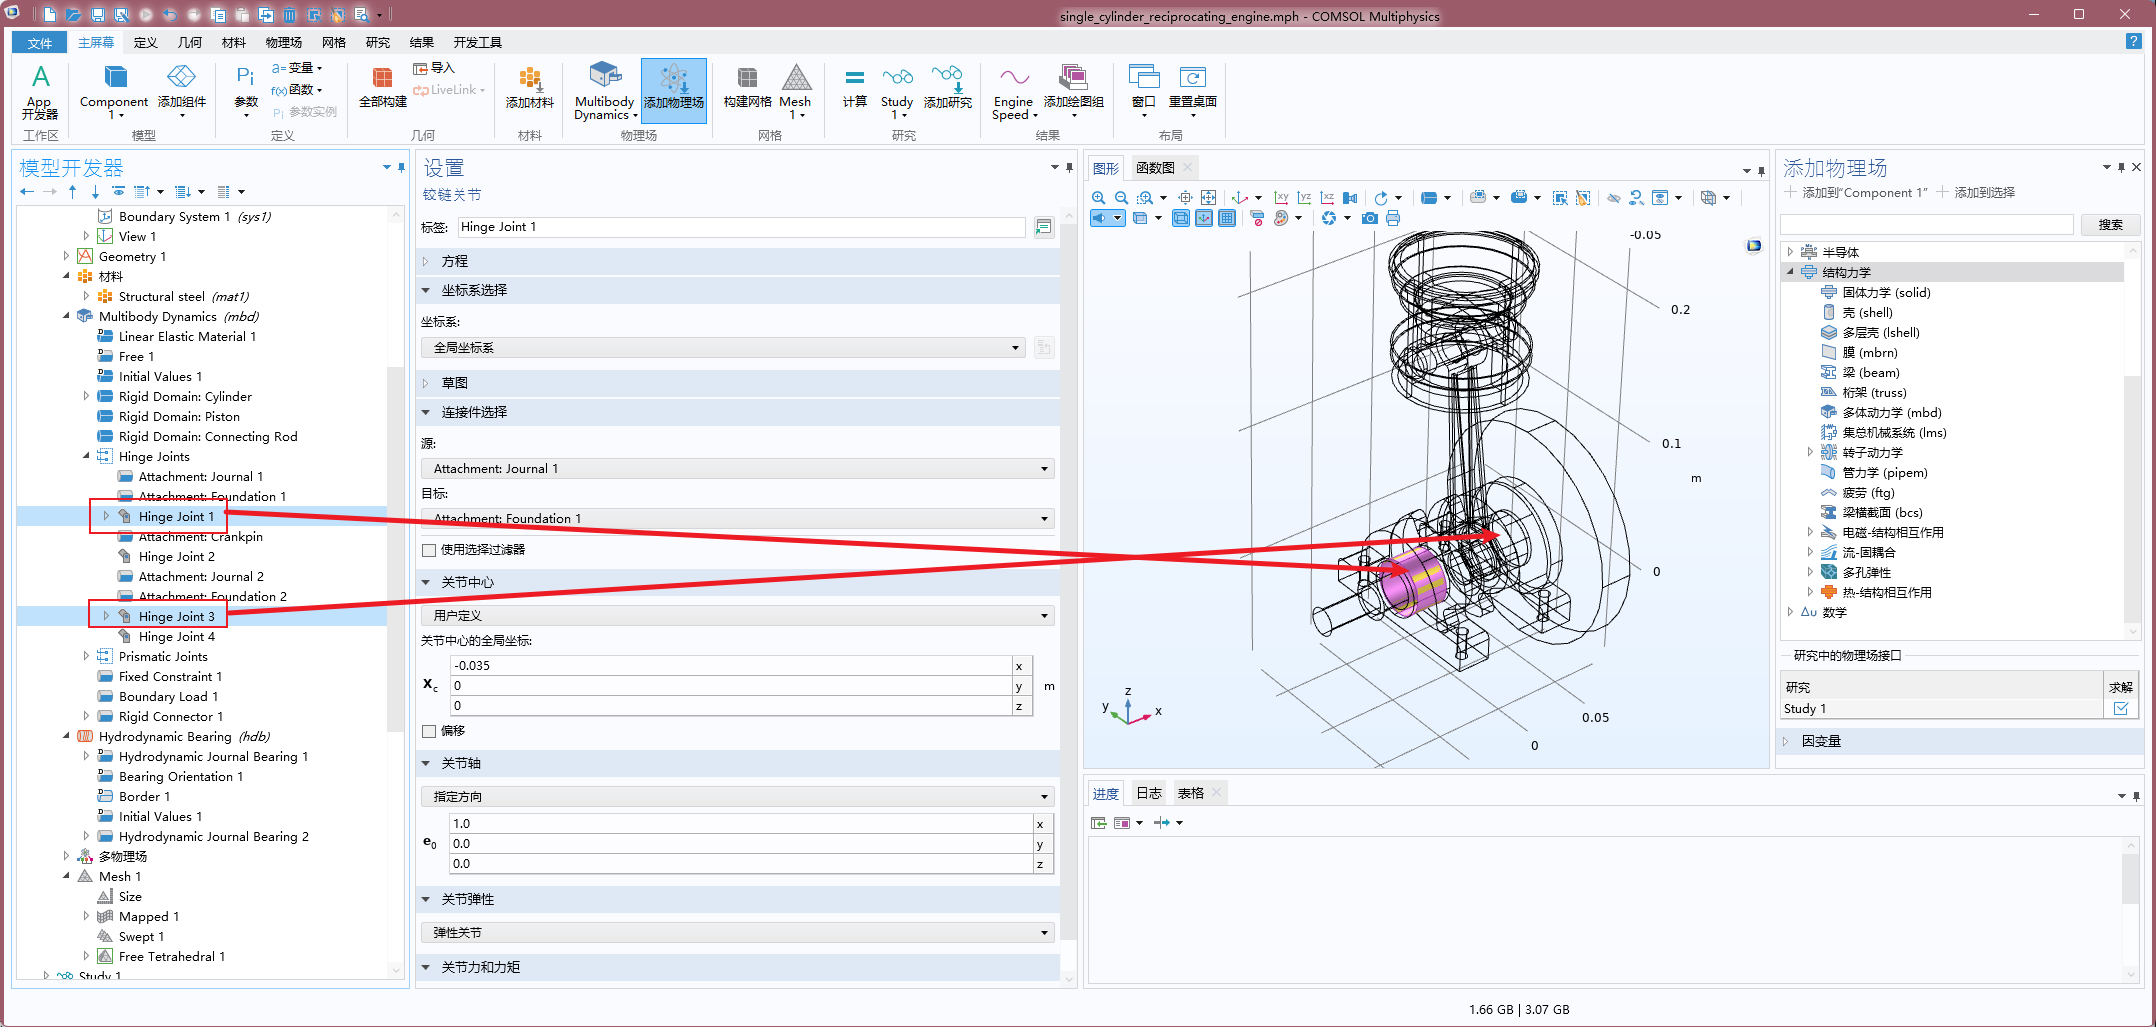 single_cylinder_reciprocating_engine.mph - COMSOL Multiphysics
文件 主屏幕 定义 几何 材料 物理场 网格 研究 结果 开发工具
App 开发器
工作区
Component 1
添加组件
模型
Pi 参数
a= 变量
f(x) 函数
Pi 参数实例
定义
全部构建
导入
LiveLink
几何
添加材料
材料
Multibody Dynamics
添加物理场
物理场
构建网格
Mesh 1
网格
计算
Study 1
添加研究
研究
Engine Speed
添加绘图组
结果
窗口
重置桌面
布局
模型开发器
Boundary System 1 (sys1)
View 1
Geometry 1
材料
Structural steel (mat1)
Multibody Dynamics (mbd)
Linear Elastic Material 1
Free 1
Initial Values 1
Rigid Domain: Cylinder
Rigid Domain: Piston
Rigid Domain: Connecting Rod
Hinge Joints
Attachment: Journal 1
Attachment: Foundation 1
Hinge Joint 1
Attachment: Crankpin
Hinge Joint 2
Attachment: Journal 2
Attachment: Foundation 2
Hinge Joint 3
Hinge Joint 4
Prismatic Joints
Fixed Constraint 1
Boundary Load 1
Rigid Connector 1
Hydrodynamic Bearing (hdb)
Hydrodynamic Journal Bearing 1
Bearing Orientation 1
Border 1
Initial Values 1
Hydrodynamic Journal Bearing 2
多物理场
Mesh 1
Size
Mapped 1
Swept 1
Free Tetrahedral 1
Study 1
设置
铰链关节
标签: Hinge Joint 1
方程
坐标系选择
坐标系:
全局坐标系
草图
连接件选择
源:
Attachment: Journal 1
目标:
Attachment: Foundation 1
使用选择过滤器
关节中心
用户定义
关节中心的全局坐标:
-0.035 x
Xc 0 y m
0 z
偏移
关节轴
指定方向
1.0 x
e0 0.0 y
0.0 z
关节弹性
弹性关节
关节力和力矩
图形 函数图
xy yz xz
-0.05
0.2
0.1
m
0
0.05
0
z
y
x
进度 日志 表格
添加物理场
添加到“Component 1” 添加到选择
搜索
半导体
结构力学
固体力学 (solid)
壳 (shell)
多层壳 (lshell)
膜 (mbrn)
梁 (beam)
桁架 (truss)
多体动力学 (mbd)
集总机械系统 (lms)
转子动力学
管力学 (pipem)
疲劳 (ftg)
梁横截面 (bcs)
电磁-结构相互作用
流-固耦合
多孔弹性
热-结构相互作用
Δu 数学
研究中的物理场接口
研究 求解
Study 1
因变量
1.66 GB | 3.07 GB